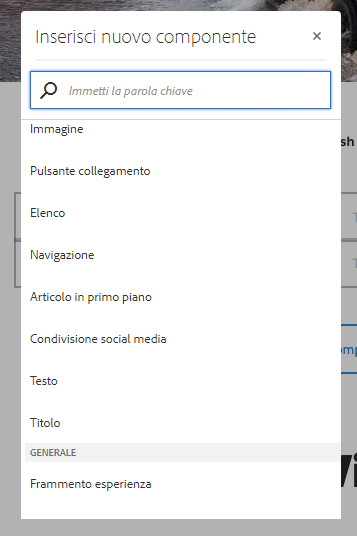 Inserisci nuovo componente
×
Immetti la parola chiave
Immagine
Pulsante collegamento
Elenco
Navigazione
Articolo in primo piano
Condivisione social media
Testo
Titolo
GENERALE
Frammento esperienza